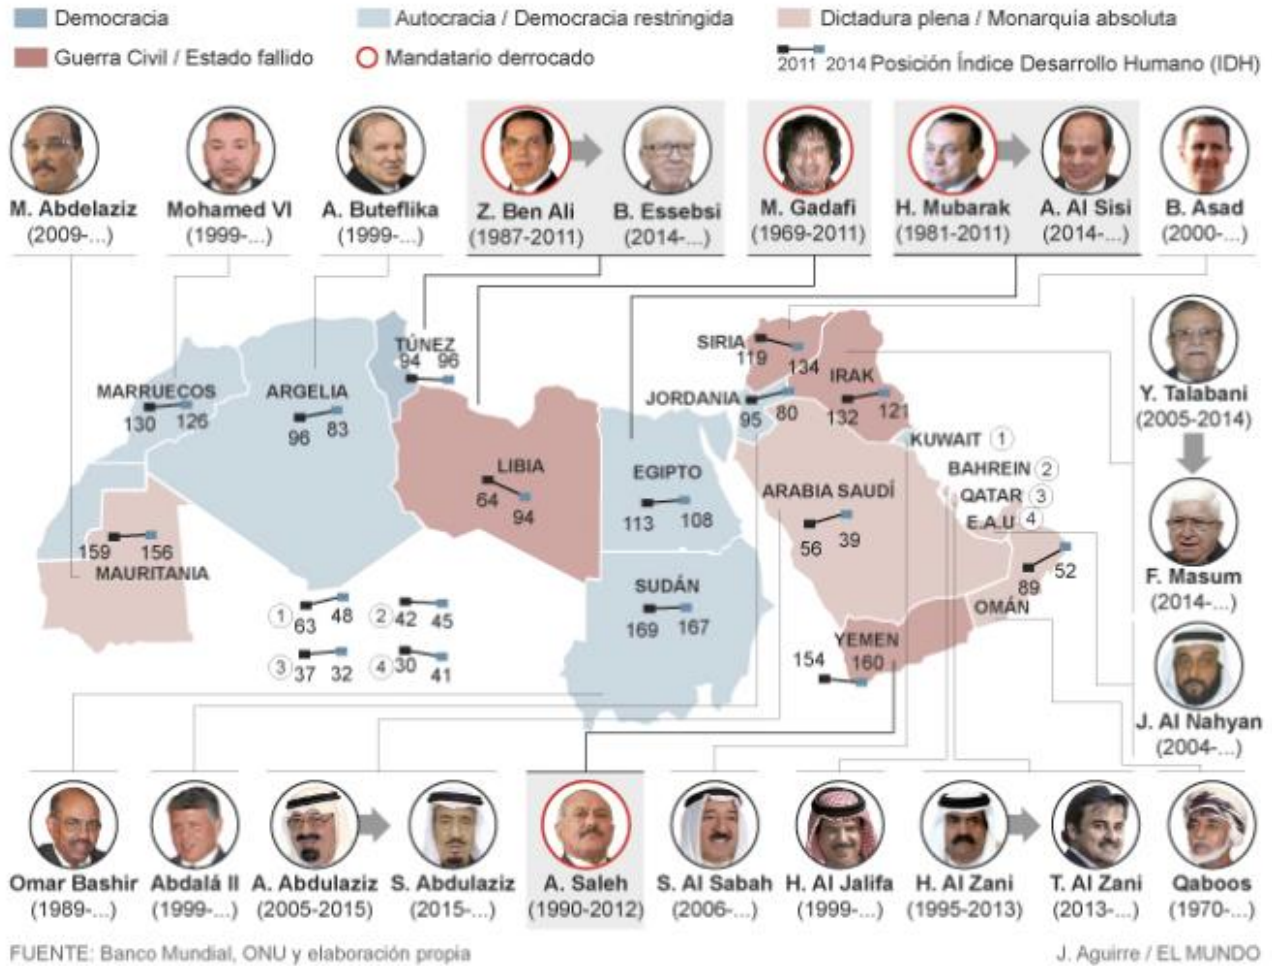 Democracia
Autocracia / Democracia restringida
Dictadura plena / Monarquía absoluta
Guerra Civil / Estado fallido
Mandatario derrocado
2011 2014 Posición Índice Desarrollo Humano (IDH)
M. Abdelaziz
(2009-...)
Mohamed VI
(1999-...)
A. Buteflika
(1999-...)
Z. Ben Ali
(1987-2011)
B. Essebsi
(2014-...)
M. Gadafi
(1969-2011)
H. Mubarak
(1981-2011)
A. Al Sisi
(2014-...)
B. Asad
(2000-...)
TÚNEZ
94 96
MARRUECOS
130 126
ARGELIA
96 83
LIBIA
64 94
EGIPTO
113 108
SIRIA
119 134
IRAK
132 121
JORDANIA
95 80
KUWAIT 1
BAHREIN 2
QATAR 3
E.A.U 4
ARABIA SAUDÍ
56 39
89 52
OMÁN
159 156
MAURITANIA
SUDÁN
169 167
YEMEN
154 160
1 63 48
2 42 45
3 37 32
4 30 41
Y. Talabani
(2005-2014)
F. Masum
(2014-...)
J. Al Nahyan
(2004-...)
Omar Bashir
(1989-...)
Abdalá II
(1999-...)
A. Abdulaziz
(2005-2015)
S. Abdulaziz
(2015-...)
A. Saleh
(1990-2012)
S. Al Sabah
(2006-...)
H. Al Jalifa
(1999-...)
H. Al Zani
(1995-2013)
T. Al Zani
(2013-...)
Qaboos
(1970-...)
FUENTE: Banco Mundial, ONU y elaboración propia
J. Aguirre / EL MUNDO